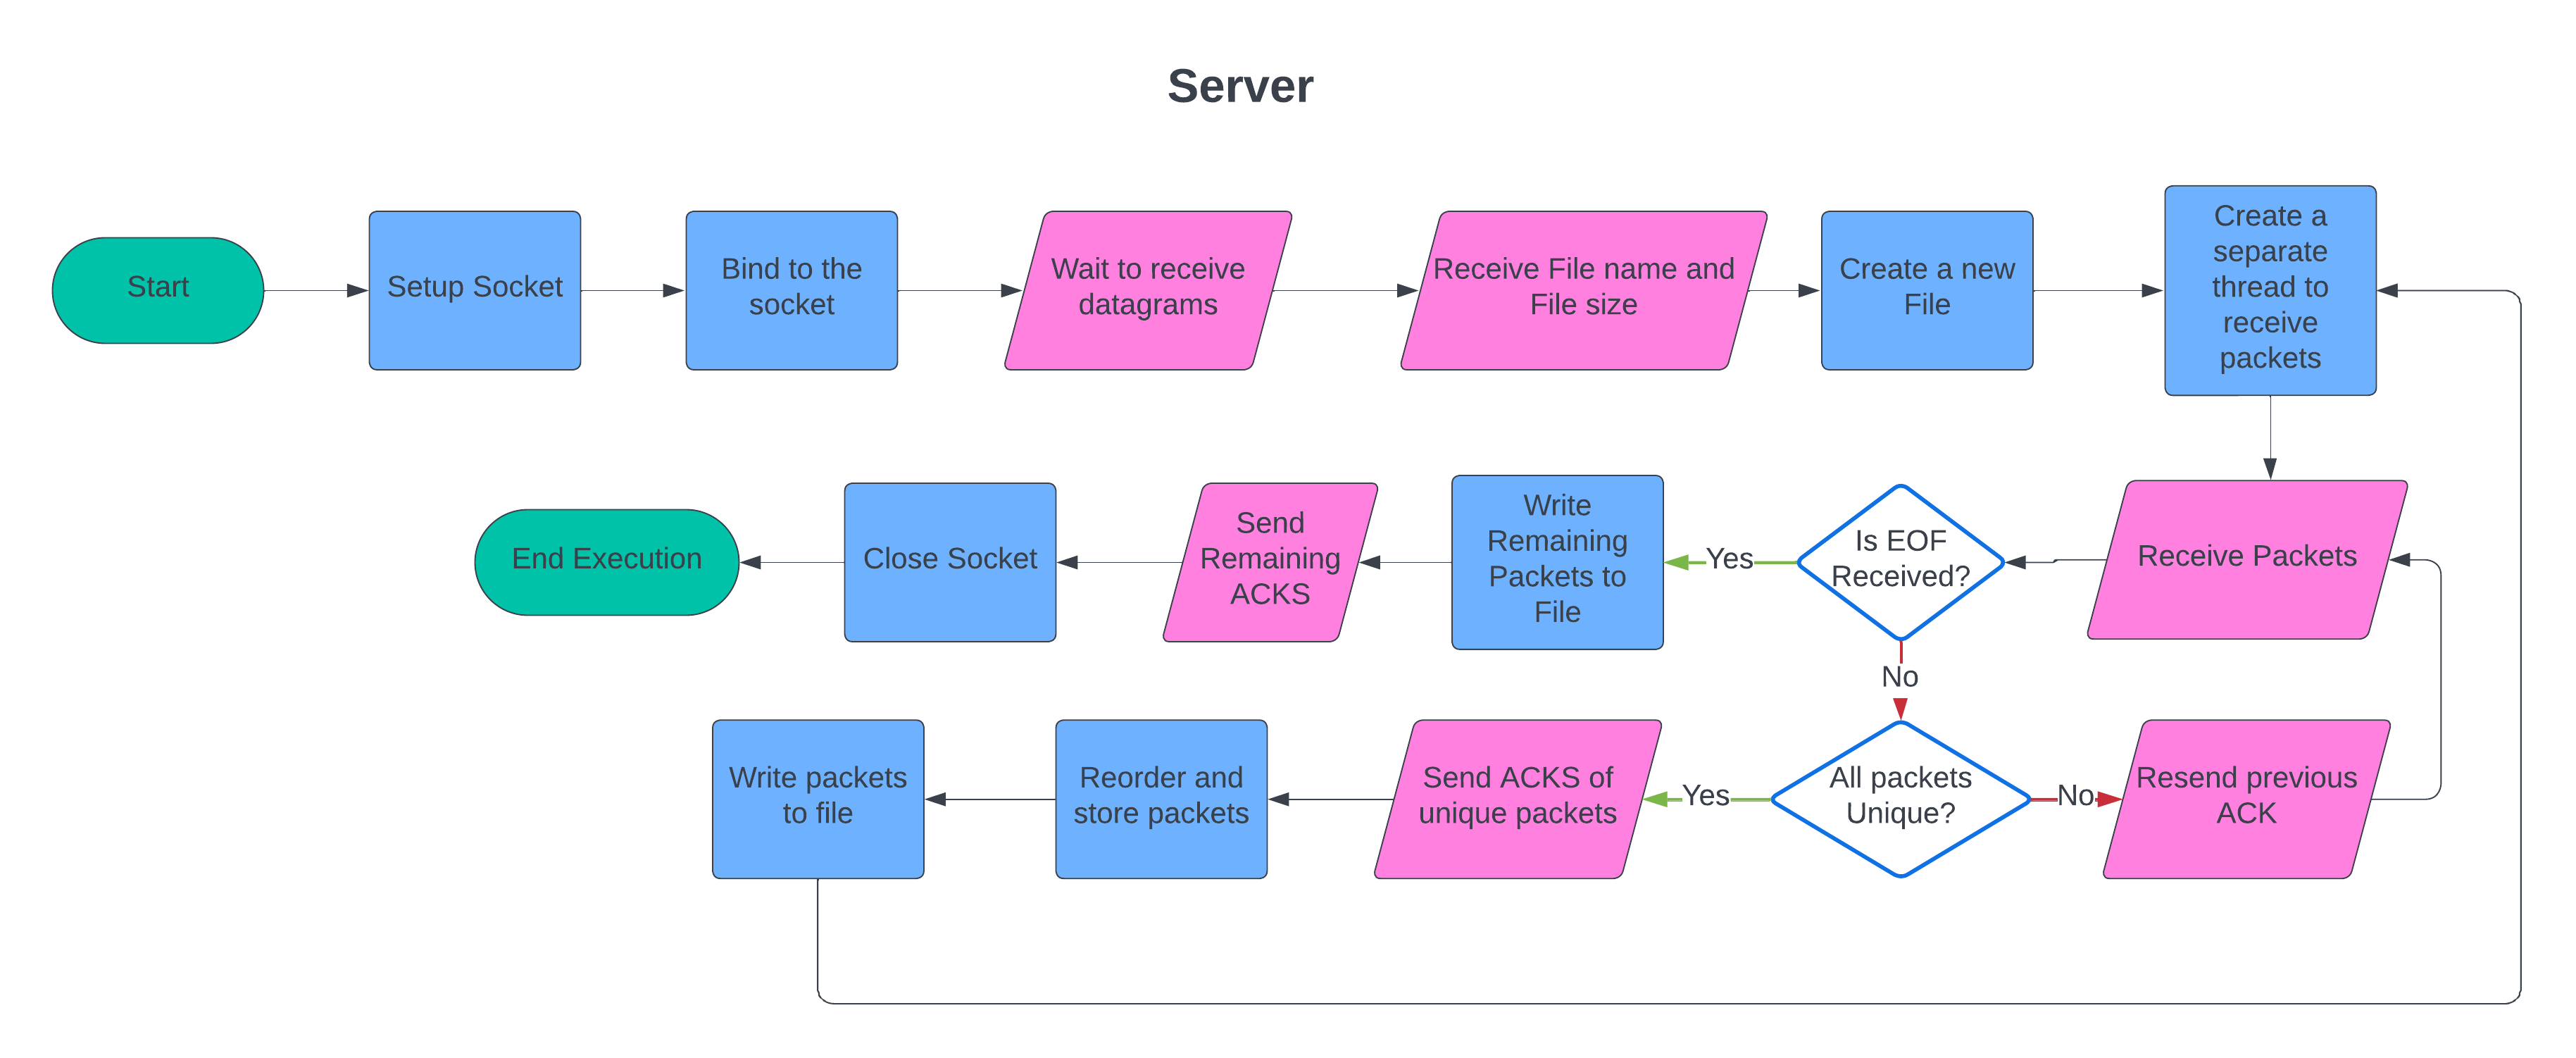 Server
Start
Setup Socket
Bind to the
socket
Wait to receive
datagrams
Receive File name and
File size
Create a new
File
Create a
separate
thread to
receive
packets
Receive Packets
Is EOF
Received?
Yes
Write
Remaining
Packets to
File
Send
Remaining
ACKS
Close Socket
End Execution
No
All packets
Unique?
No
Resend previous
ACK
Yes
Send ACKS of
unique packets
Reorder and
store packets
Write packets
to file